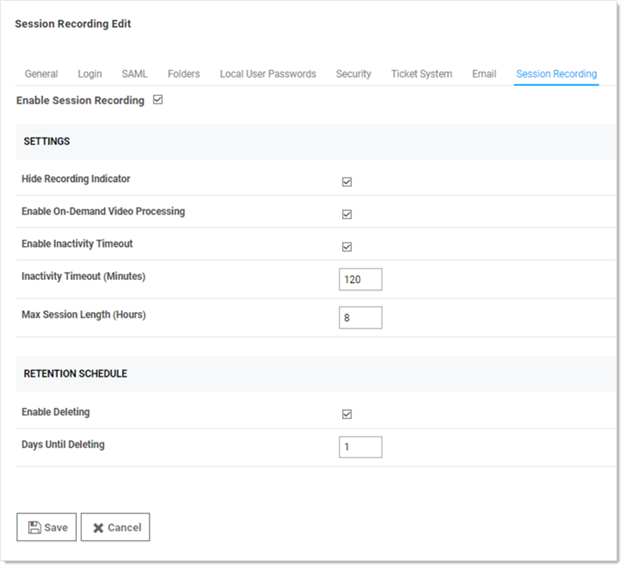 Session Recording Edit
General Login SAML Folders Local User Passwords Security Ticket System Email Session Recording
Enable Session Recording
SETTINGS
Hide Recording Indicator
Enable On-Demand Video Processing
Enable Inactivity Timeout
Inactivity Timeout (Minutes) 120
Max Session Length (Hours) 8
RETENTION SCHEDULE
Enable Deleting
Days Until Deleting 1
Save Cancel